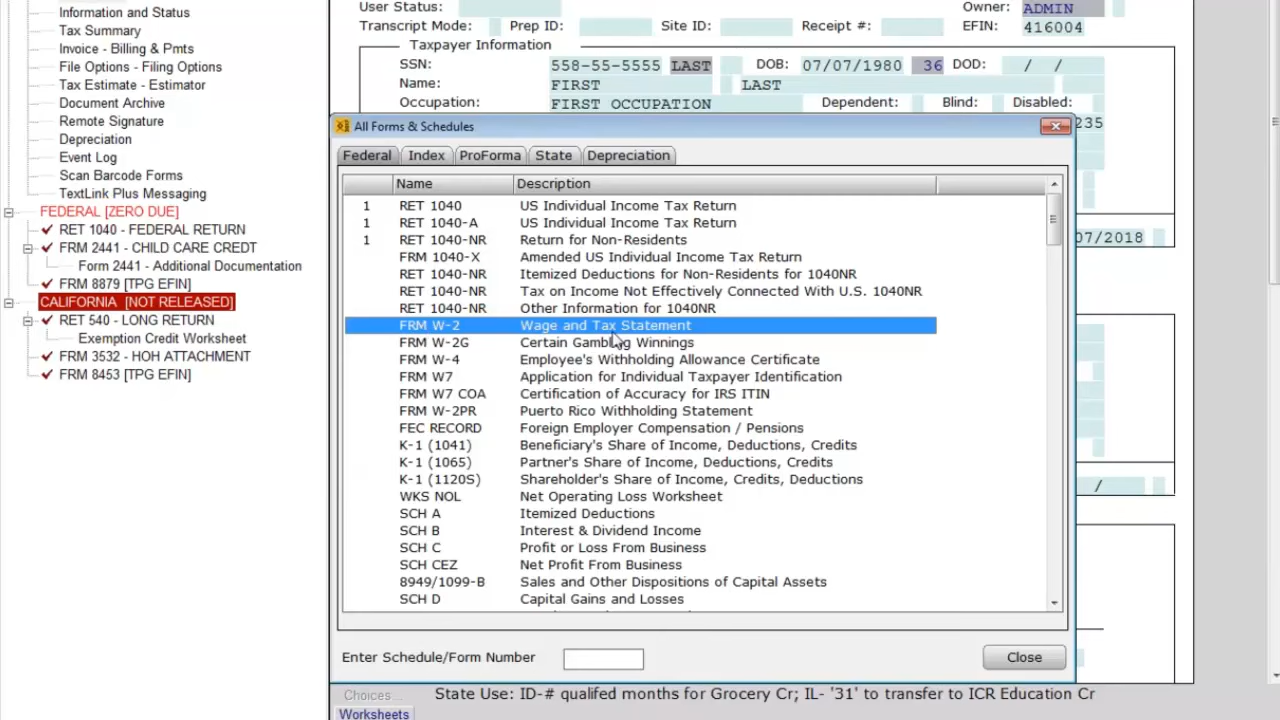 Information and Status
Tax Summary
Invoice - Billing & Pmts
File Options - Filing Options
Tax Estimate - Estimator
Document Archive
Remote Signature
Depreciation
Event Log
Scan Barcode Forms
TextLink Plus Messaging
FEDERAL [ZERO DUE]
RET 1040 - FEDERAL RETURN
FRM 2441 - CHILD CARE CREDT
Form 2441 - Additional Documentation
FRM 8879 [TPG EFIN]
CALIFORNIA [NOT RELEASED]
RET 540 - LONG RETURN
Exemption Credit Worksheet
FRM 3532 - HOH ATTACHMENT
FRM 8453 [TPG EFIN]
User Status: Owner: ADMIN
Transcript Mode: Prep ID: Site ID: Receipt #: EFIN: 416004
Taxpayer Information
SSN: 558-55-5555 LAST DOB: 07/07/1980 36 DOD: / /
Name: FIRST LAST
Occupation: FIRST OCCUPATION Dependent: Blind: Disabled:
235
07/2018
/
All Forms & Schedules
Federal Index ProForma State Depreciation
Name Description
1 RET 1040 US Individual Income Tax Return
1 RET 1040-A US Individual Income Tax Return
1 RET 1040-NR Return for Non-Residents
FRM 1040-X Amended US Individual Income Tax Return
RET 1040-NR Itemized Deductions for Non-Residents for 1040NR
RET 1040-NR Tax on Income Not Effectively Connected With U.S. 1040NR
RET 1040-NR Other Information for 1040NR
FRM W-2 Wage and Tax Statement
FRM W-2G Certain Gambling Winnings
FRM W-4 Employee's Withholding Allowance Certificate
FRM W7 Application for Individual Taxpayer Identification
FRM W7 COA Certification of Accuracy for IRS ITIN
FRM W-2PR Puerto Rico Withholding Statement
FEC RECORD Foreign Employer Compensation / Pensions
K-1 (1041) Beneficiary's Share of Income, Deductions, Credits
K-1 (1065) Partner's Share of Income, Deductions, Credits
K-1 (1120S) Shareholder's Share of Income, Credits, Deductions
WKS NOL Net Operating Loss Worksheet
SCH A Itemized Deductions
SCH B Interest & Dividend Income
SCH C Profit or Loss From Business
SCH CEZ Net Profit From Business
8949/1099-B Sales and Other Dispositions of Capital Assets
SCH D Capital Gains and Losses
Enter Schedule/Form Number Close
Choices... State Use: ID-# qualifed months for Grocery Cr; IL- '31' to transfer to ICR Education Cr
Worksheets